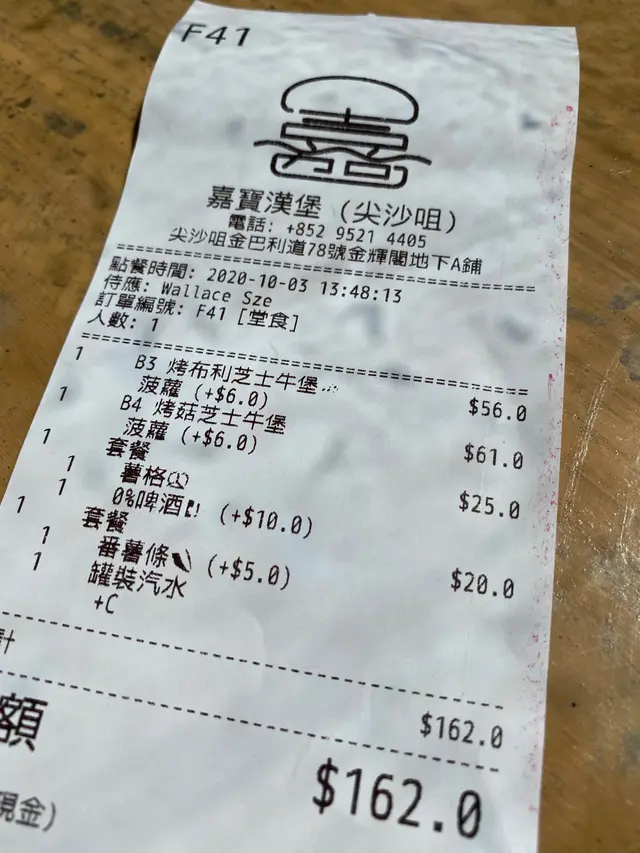 F41
嘉
嘉寶漢堡 (尖沙咀)
電話: +852 9521 4405
尖沙咀金巴利道78號金輝閣地下A鋪
點餐時間: 2020-10-03 13:48:13
侍應: Wallace Sze
訂單編號: F41 [堂食]
人數: 1
1 B3 烤布利芝士牛堡 $56.0
菠蘿 (+$6.0)
1 B4 烤菇芝士牛堡 $61.0
菠蘿 (+$6.0)
1 套餐 $25.0
1 薯格
1 0%啤酒 (+$10.0)
1 套餐 $20.0
1 番薯條 (+$5.0)
1 罐裝汽水
+C
計 $162.0
額 $162.0
現金)